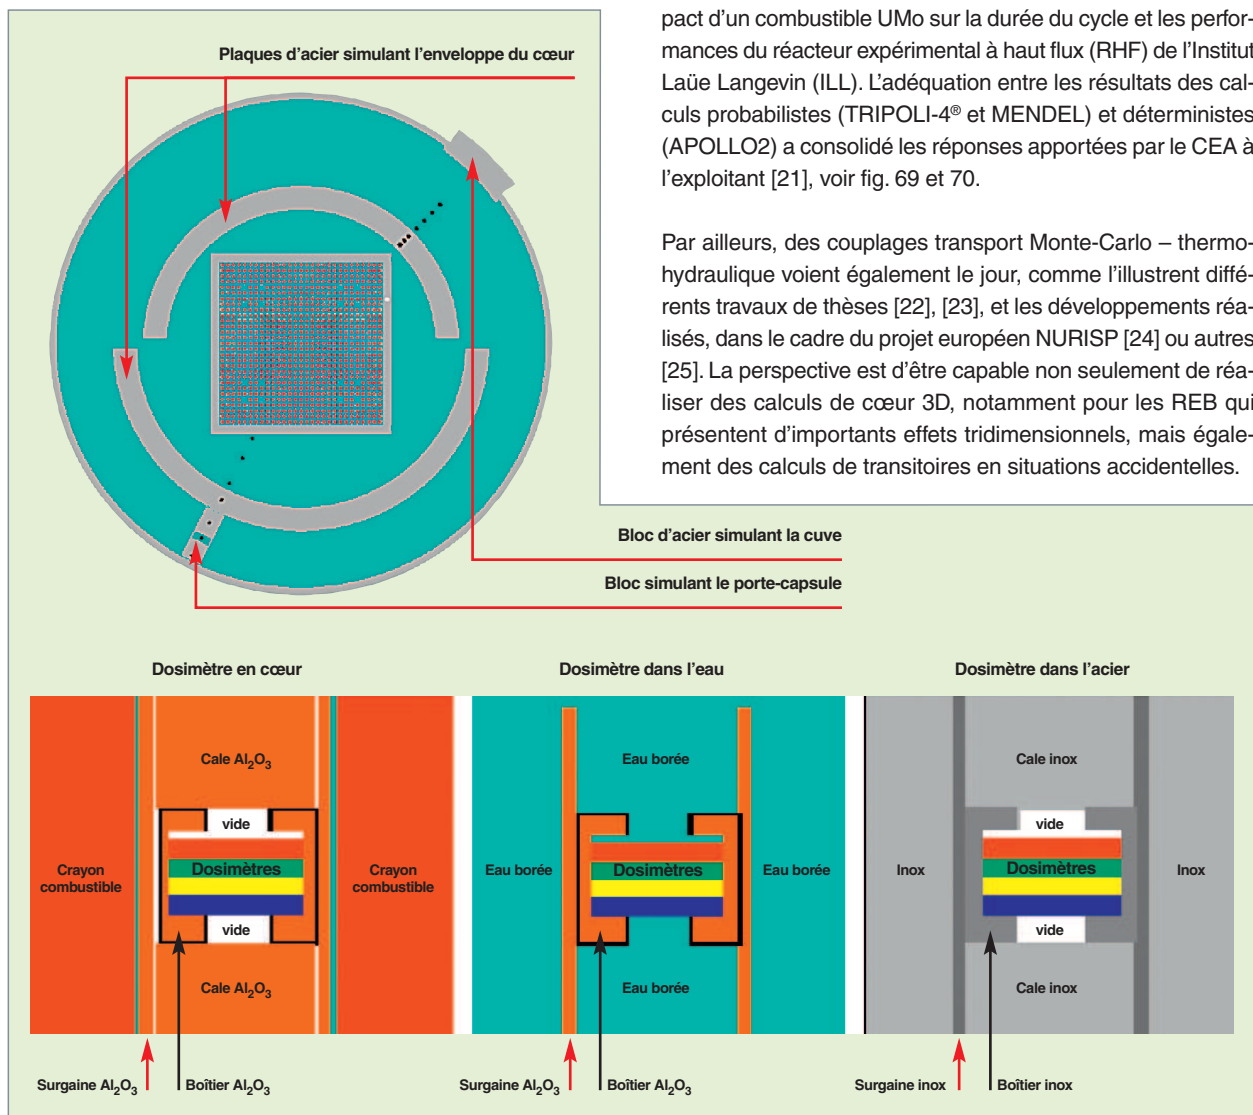 pact d'un combustible UMo sur la durée du cycle et les perfor-
mances du réacteur expérimental à haut flux (RHF) de l'Institut
Laüe Langevin (ILL). L'adéquation entre les résultats des cal-
culs probabilistes (TRIPOLI-4® et MENDEL) et déterministes
(APOLLO2) a consolidé les réponses apportées par le CEA à
l'exploitant [21], voir fig. 69 et 70.
Par ailleurs, des couplages transport Monte-Carlo – thermo-
hydraulique voient également le jour, comme l'illustrent diffé-
rents travaux de thèses [22], [23], et les développements réa-
lisés, dans le cadre du projet européen NURISP [24] ou autres
[25]. La perspective est d'être capable non seulement de réa-
liser des calculs de cœur 3D, notamment pour les REB qui
présentent d'importants effets tridimensionnels, mais égale-
ment des calculs de transitoires en situations accidentelles.
Plaques d'acier simulant l'enveloppe du cœur
Bloc d'acier simulant la cuve
Bloc simulant le porte-capsule
Dosimètre en cœur
Cale Al₂O₃
vide
Crayon
combustible
Dosimètres
Crayon
combustible
vide
Cale Al₂O₃
Surgaine Al₂O₃
Boîtier Al₂O₃
Dosimètre dans l'eau
Eau borée
Eau borée
Dosimètres
Eau borée
Eau borée
Surgaine Al₂O₃
Boîtier Al₂O₃
Dosimètre dans l'acier
Cale inox
vide
Inox
Dosimètres
Inox
vide
Cale inox
Surgaine inox
Boîtier inox